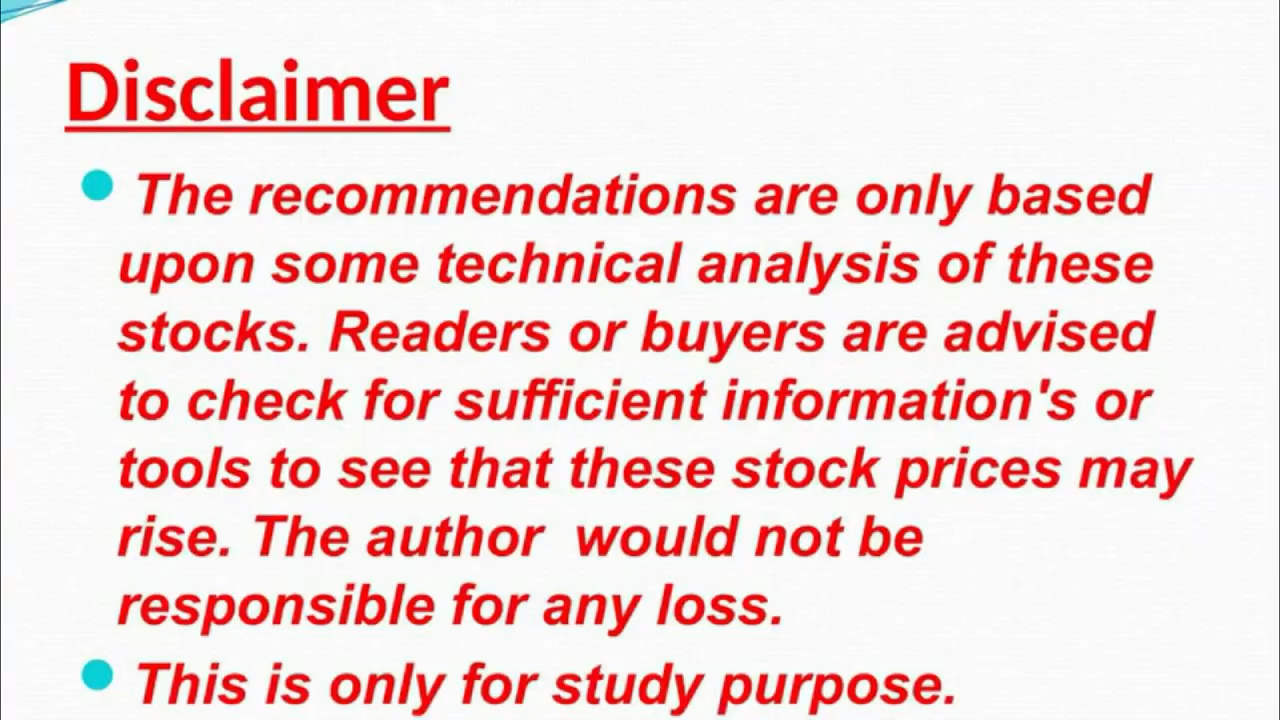 Disclaimer
The recommendations are only based
upon some technical analysis of these
stocks. Readers or buyers are advised
to check for sufficient information's or
tools to see that these stock prices may
rise. The author  would not be
responsible for any loss.
This is only for study purpose.